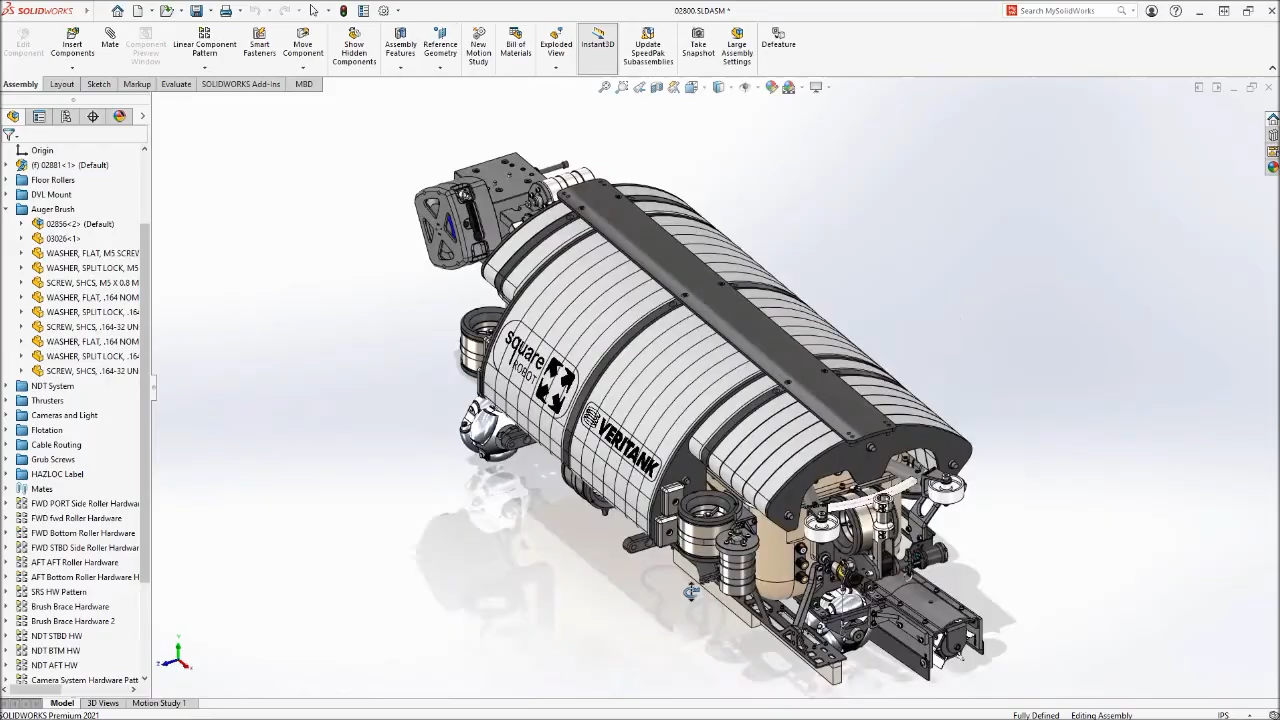 SOLIDWORKS
02800.SLDASM *
Search MySolidWorks
Edit Component
Insert Components
Mate
Component Preview Window
Linear Component Pattern
Smart Fasteners
Move Component
Show Hidden Components
Assembly Features
Reference Geometry
New Motion Study
Bill of Materials
Exploded View
Instant3D
Update SpeedPak Subassemblies
Take Snapshot
Large Assembly Settings
Defeature
Assembly
Layout
Sketch
Markup
Evaluate
SOLIDWORKS Add-Ins
MBD
Origin
(f) 02881<1> (Default)
Floor Rollers
DVL Mount
Auger Brush
02856<2> (Default)
03026<1>
WASHER, FLAT, M5 SCREW
WASHER, SPLIT LOCK, M5
SCREW, SHCS, M5 X 0.8 M
WASHER, FLAT, .164 NOM
WASHER, SPLIT LOCK, .164
SCREW, SHCS, .164-32 UN
WASHER, FLAT, .164 NOM
WASHER, SPLIT LOCK, .164
SCREW, SHCS, .164-32 UN
NDT System
Thrusters
Cameras and Light
Flotation
Cable Routing
Grub Screws
HAZLOC Label
Mates
FWD PORT Side Roller Hardware
FWD fwd Roller Hardware
FWD Bottom Roller Hardware
FWD STBD Side Roller Hardwar
AFT AFT Roller Hardware
AFT Bottom Roller Hardware H
SRS HW Pattern
Brush Brace Hardware
Brush Brace Hardware 2
NDT STBD HW
NDT BTM HW
NDT AFT HW
Camera System Hardware Patt
square
ROBOT
VERITANK
Model
3D Views
Motion Study 1
SOLIDWORKS Premium 2021
Fully Defined
Editing Assembly
IPS